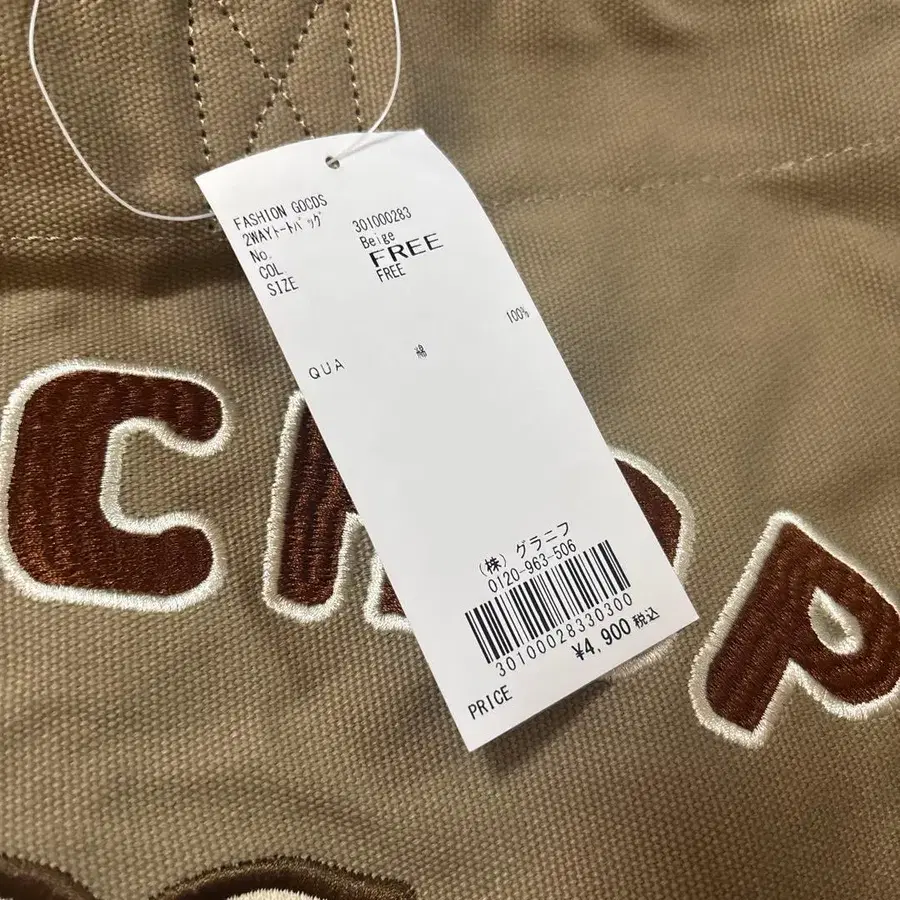 FASHION GOODS
2WAYトートバッグ
No. 301000283
COL Beige
SIZE FREE
FREE
QUA 綿 100%
(株) グラニフ
0120-963-506
30100028330300
PRICE ¥4,900 税込
C
P